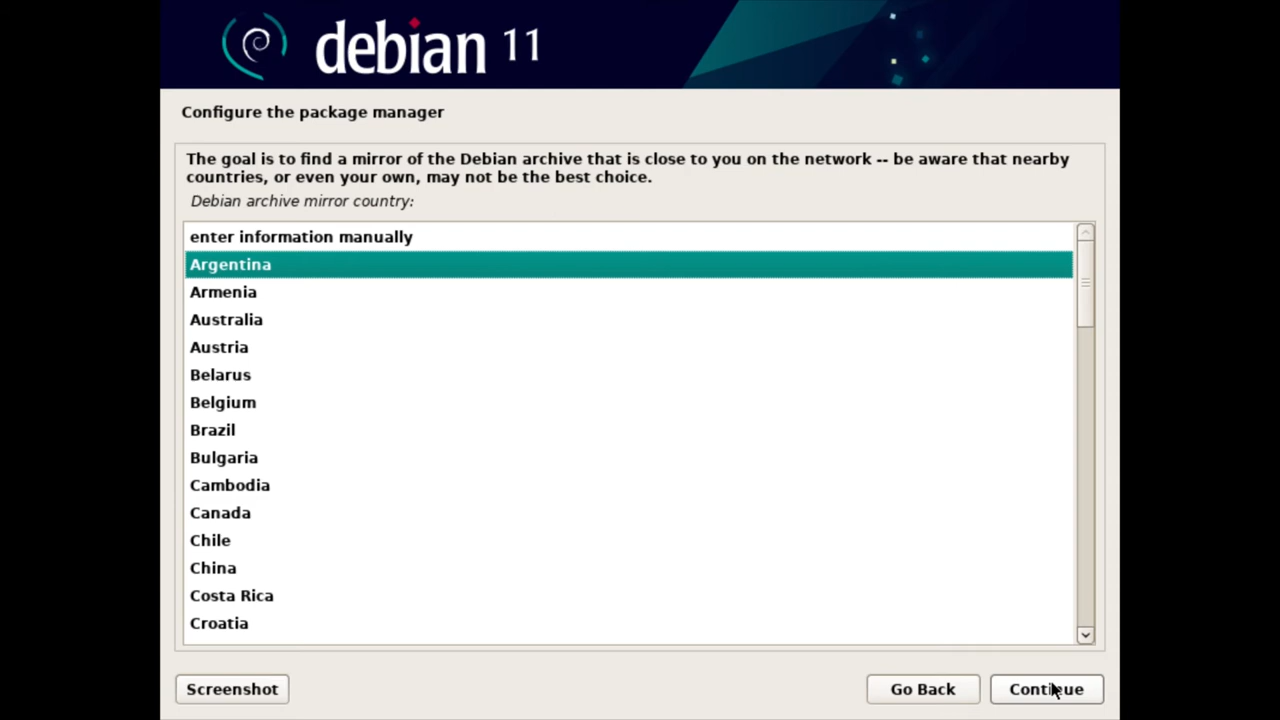 debian 11
Configure the package manager
The goal is to find a mirror of the Debian archive that is close to you on the network -- be aware that nearby
countries, or even your own, may not be the best choice.
Debian archive mirror country:
enter information manually
Argentina
Armenia
Australia
Austria
Belarus
Belgium
Brazil
Bulgaria
Cambodia
Canada
Chile
China
Costa Rica
Croatia
Screenshot
Go Back
Continue